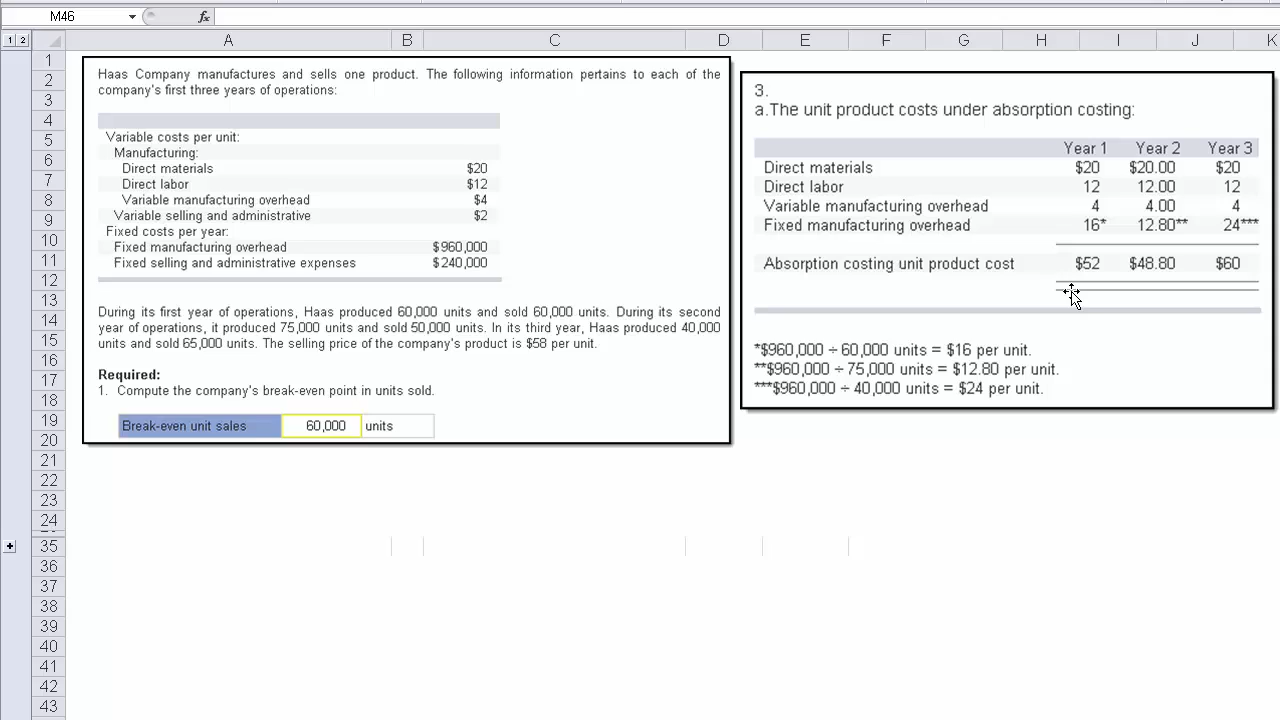 M46
fx
1 2
A B C D E F G H I J K
1
2
3
4
5
6
7
8
9
10
11
12
13
14
15
16
17
18
19
20
21
22
23
24
35
36
37
38
39
40
41
42
43
Haas Company manufactures and sells one product. The following information pertains to each of the
company's first three years of operations:
Variable costs per unit:
Manufacturing:
Direct materials $20
Direct labor $12
Variable manufacturing overhead $4
Variable selling and administrative $2
Fixed costs per year:
Fixed manufacturing overhead $960,000
Fixed selling and administrative expenses $240,000
During its first year of operations, Haas produced 60,000 units and sold 60,000 units. During its second
year of operations, it produced 75,000 units and sold 50,000 units. In its third year, Haas produced 40,000
units and sold 65,000 units. The selling price of the company's product is $58 per unit.
Required:
1. Compute the company's break-even point in units sold.
Break-even unit sales 60,000 units
3.
a.The unit product costs under absorption costing:
Year 1 Year 2 Year 3
Direct materials $20 $20.00 $20
Direct labor 12 12.00 12
Variable manufacturing overhead 4 4.00 4
Fixed manufacturing overhead 16* 12.80** 24***
Absorption costing unit product cost $52 $48.80 $60
*$960,000 ÷ 60,000 units = $16 per unit.
**$960,000 ÷ 75,000 units = $12.80 per unit.
***$960,000 ÷ 40,000 units = $24 per unit.